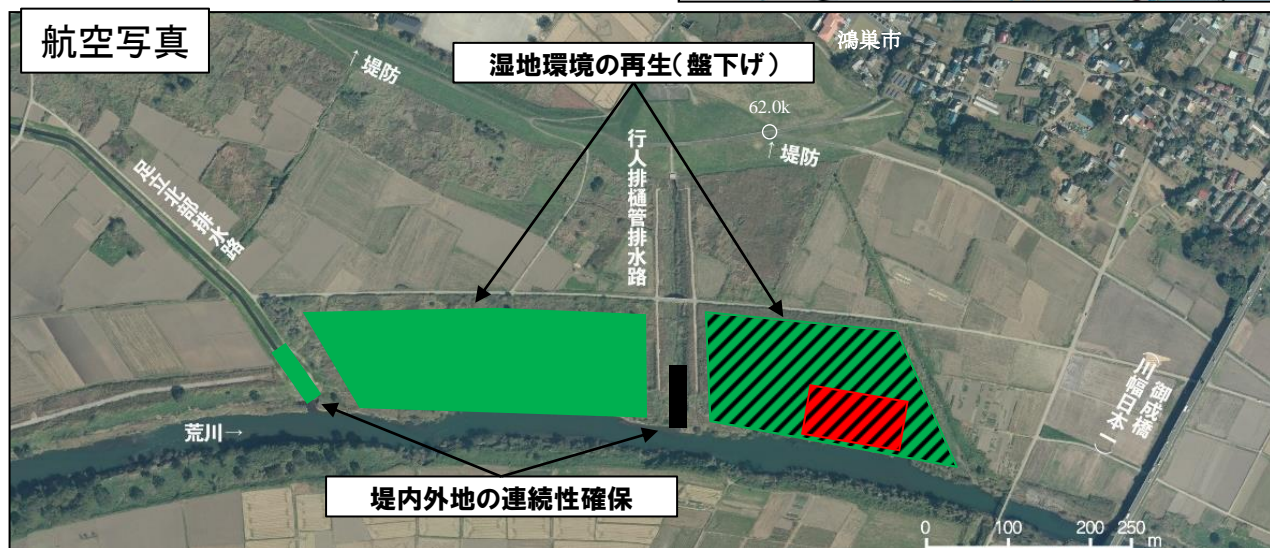 航空写真
湿地環境の再生(盤下げ)
鴻巣市
↑堤防
62.0k
↑堤防
行人排樋管排水路
足立北部排水路
御成橋
(川幅日本一)
荒川→
堤内外地の連続性確保
0 100 200 250
m